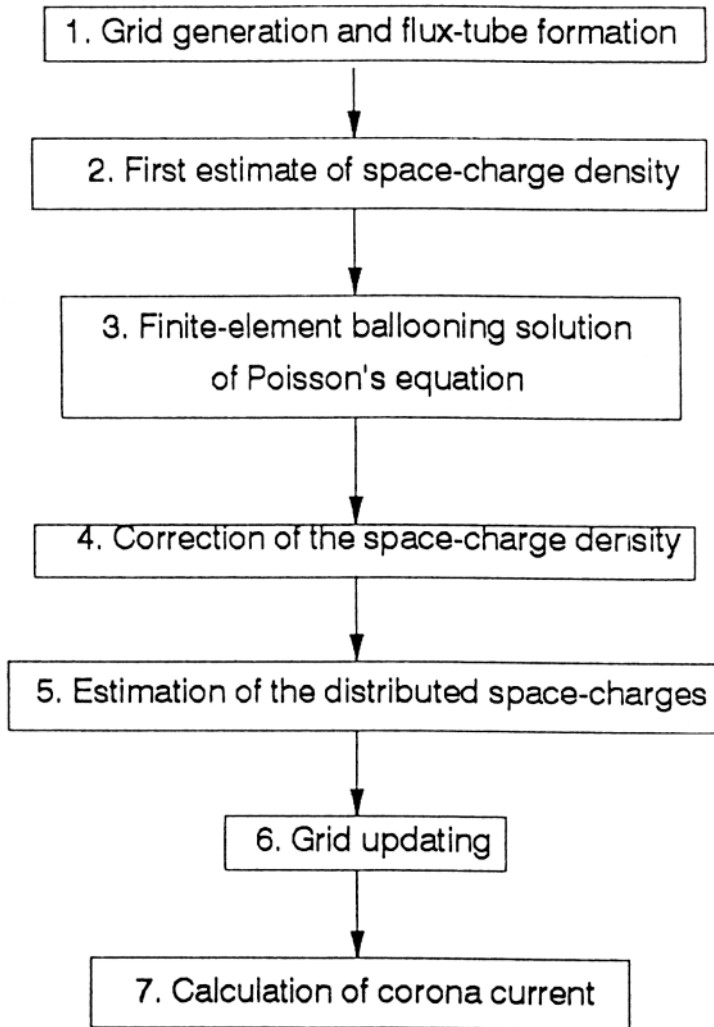 1. Grid generation and flux-tube formation
2. First estimate of space-charge density
3. Finite-element ballooning solution
of Poisson's equation
4. Correction of the space-charge density
5. Estimation of the distributed space-charges
6. Grid updating
7. Calculation of corona current